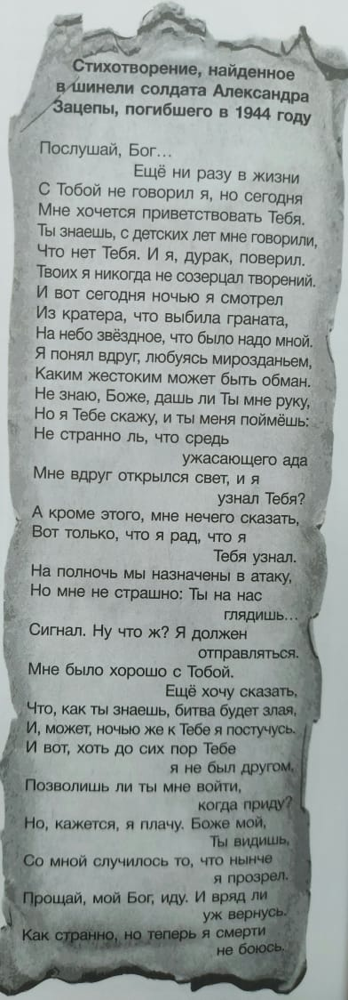 Стихотворение, найденное
в шинели солдата Александра
Зацепы, погибшего в 1944 году
Послушай, Бог...
Ещё ни разу в жизни
С Тобой не говорил я, но сегодня
Мне хочется приветствовать Тебя.
Ты знаешь, с детских лет мне говорили,
Что нет Тебя. И я, дурак, поверил.
Твоих я никогда не созерцал творений.
И вот сегодня ночью я смотрел
Из кратера, что выбила граната,
На небо звёздное, что было надо мной.
Я понял вдруг, любуясь мирозданьем,
Каким жестоким может быть обман.
Не знаю, Боже, дашь ли Ты мне руку,
Но я Тебе скажу, и ты меня поймёшь:
Не странно ль, что средь
ужасающего ада
Мне вдруг открылся свет, и я
узнал Тебя?
А кроме этого, мне нечего сказать,
Вот только, что я рад, что я
Тебя узнал.
На полночь мы назначены в атаку,
Но мне не страшно: Ты на нас
глядишь...
Сигнал. Ну что ж? Я должен
отправляться.
Мне было хорошо с Тобой.
Ещё хочу сказать,
Что, как ты знаешь, битва будет злая,
И, может, ночью же к Тебе я постучусь.
И вот, хоть до сих пор Тебе
я не был другом,
Позволишь ли ты мне войти,
когда приду?
Но, кажется, я плачу. Боже мой,
Ты видишь,
Со мной случилось то, что нынче
я прозрел.
Прощай, мой Бог, иду. И вряд ли
уж вернусь.
Как странно, но теперь я смерти
не боюсь.